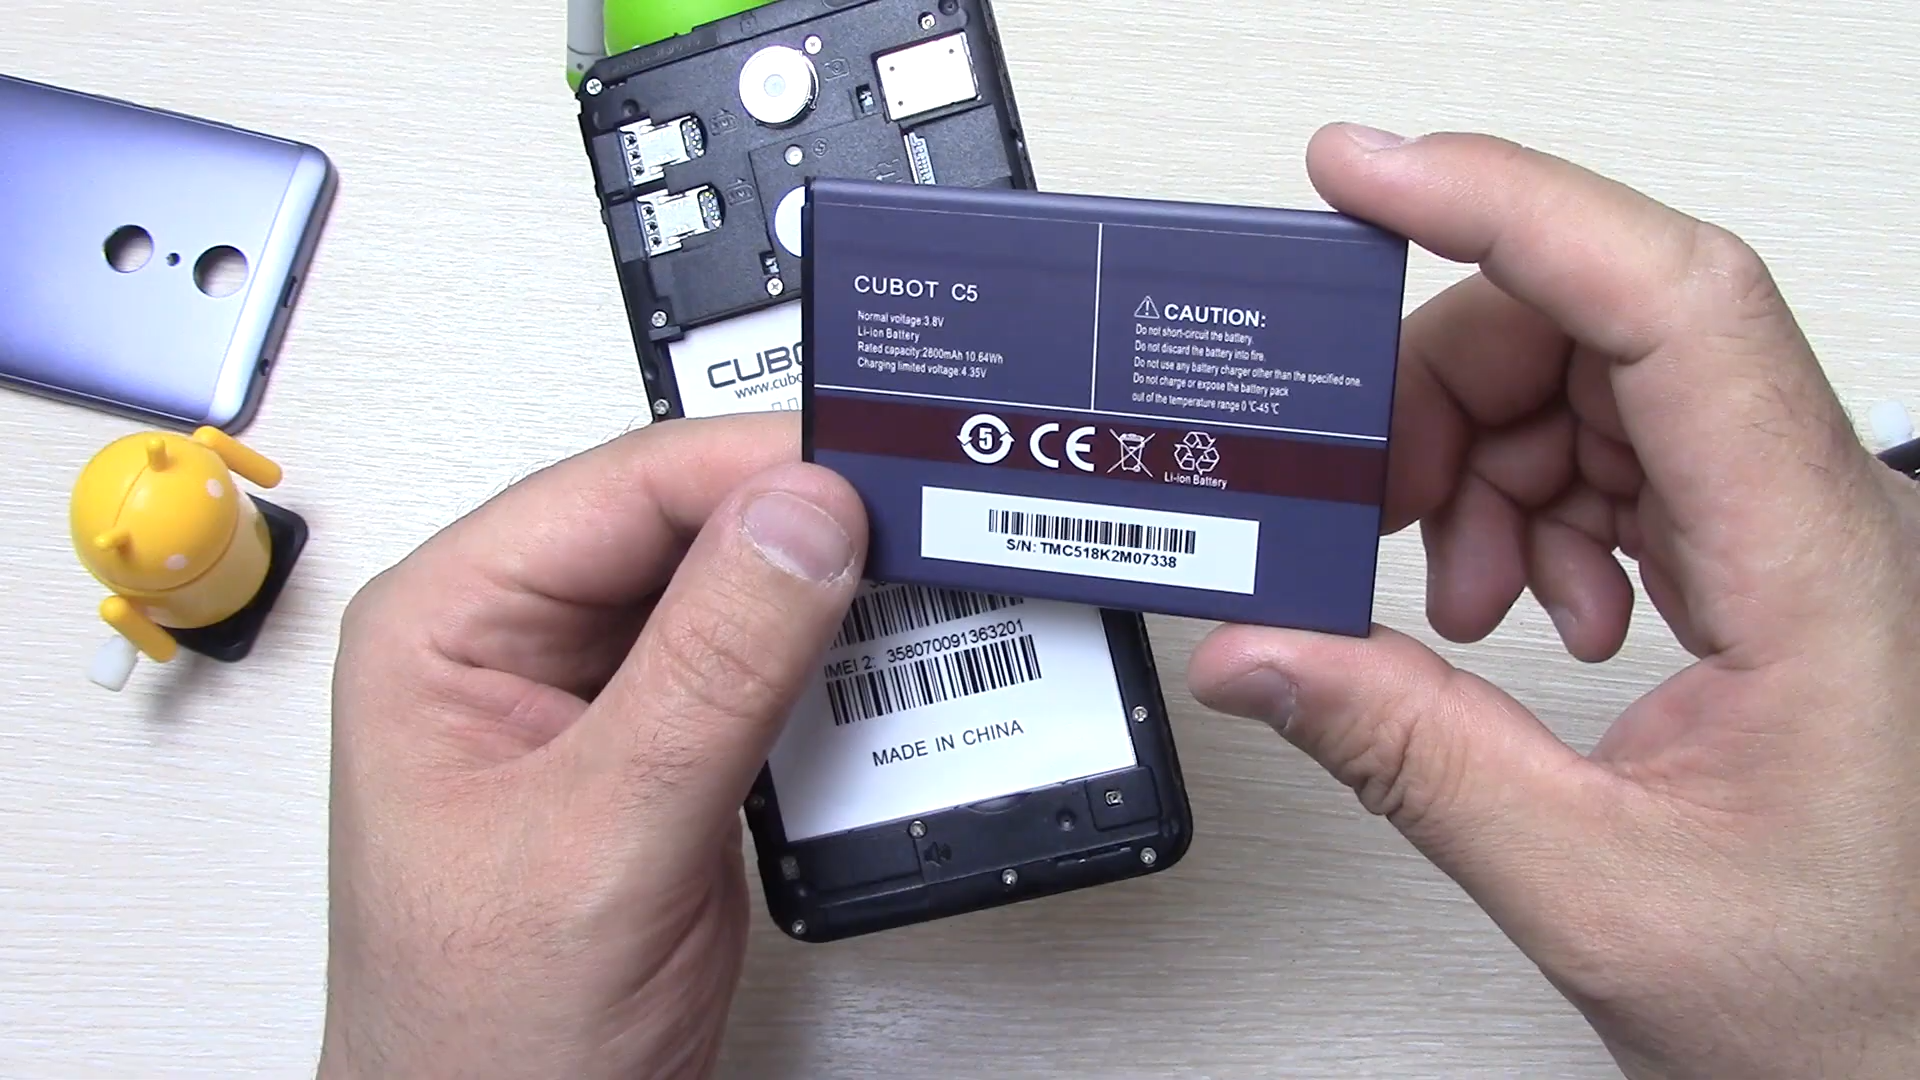 CUBOT C5
Normal voltage:3.8V
Li-ion Battery
Rated capacity:2800mAh 10.64Wh
Charging limited voltage:4.35V
CAUTION:
Do not short-circuit the battery.
Do not discard the battery into fire.
Do not use any battery charger other than the specified one.
Do not charge or expose the battery pack
out of the temperature range 0℃-45℃
5
CE
Li-ion Battery
S/N: TMC518K2M07338
CUBO
www.cubo
IMEI 2: 358070091363201
MADE IN CHINA